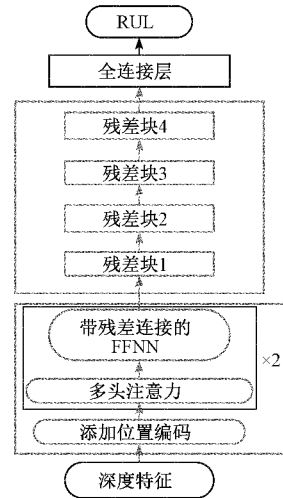 RUL
全连接层
残差块4
残差块3
残差块2
残差块1
带残差连接的
FFNN
×2
多头注意力
添加位置编码
深度特征